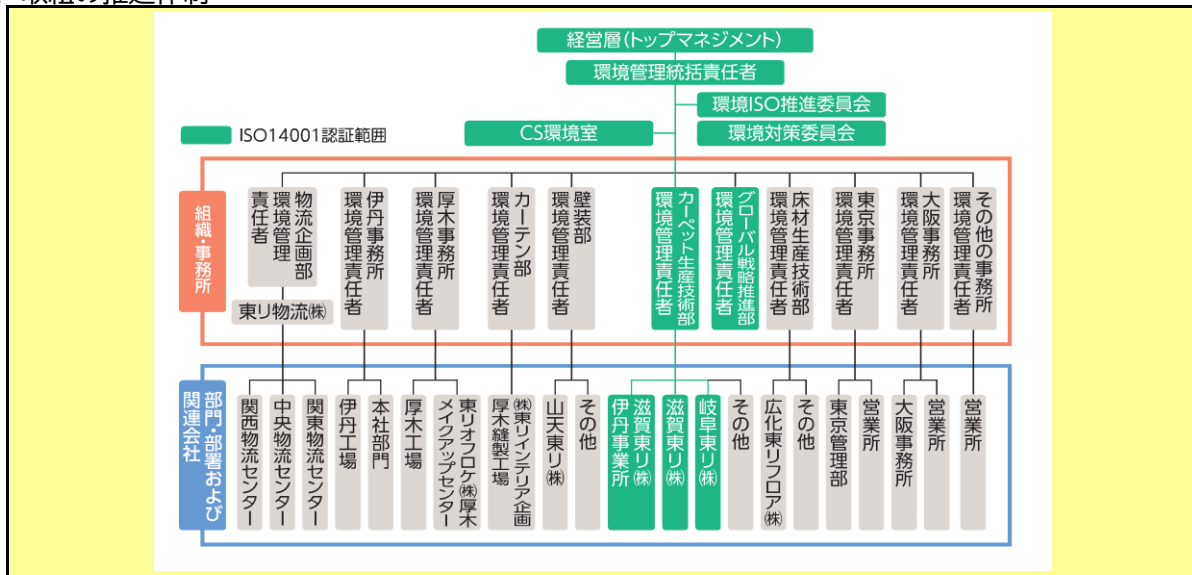 経営層(トップマネジメント)
環境管理統括責任者
環境ISO推進委員会
CS環境室
環境対策委員会
ISO14001認証範囲
組織・事務所
物流企画部
環境管理
責任者
伊丹事務所
環境管理責任者
厚木事務所
環境管理責任者
カーテン部
環境管理責任者
壁装部
環境管理責任者
カーペット生産技術部
環境管理責任者
グローバル戦略推進部
環境管理責任者
床材生産技術部
環境管理責任者
東京事務所
環境管理責任者
大阪事務所
環境管理責任者
その他の事務所
環境管理責任者
東リ物流㈱
部門・部署および
関連会社
関西物流センター
中央物流センター
関東物流センター
伊丹工場
本社部門
厚木工場
東リオフロケ㈱厚木
メイクアップセンター
㈱東リインテリア企画
厚木縫製工場
山天東リ㈱
その他
滋賀東リ㈱
伊丹事業所
滋賀東リ㈱
岐阜東リ㈱
その他
広化東リフロア㈱
その他
東京管理部
営業所
大阪事務所
営業所
営業所